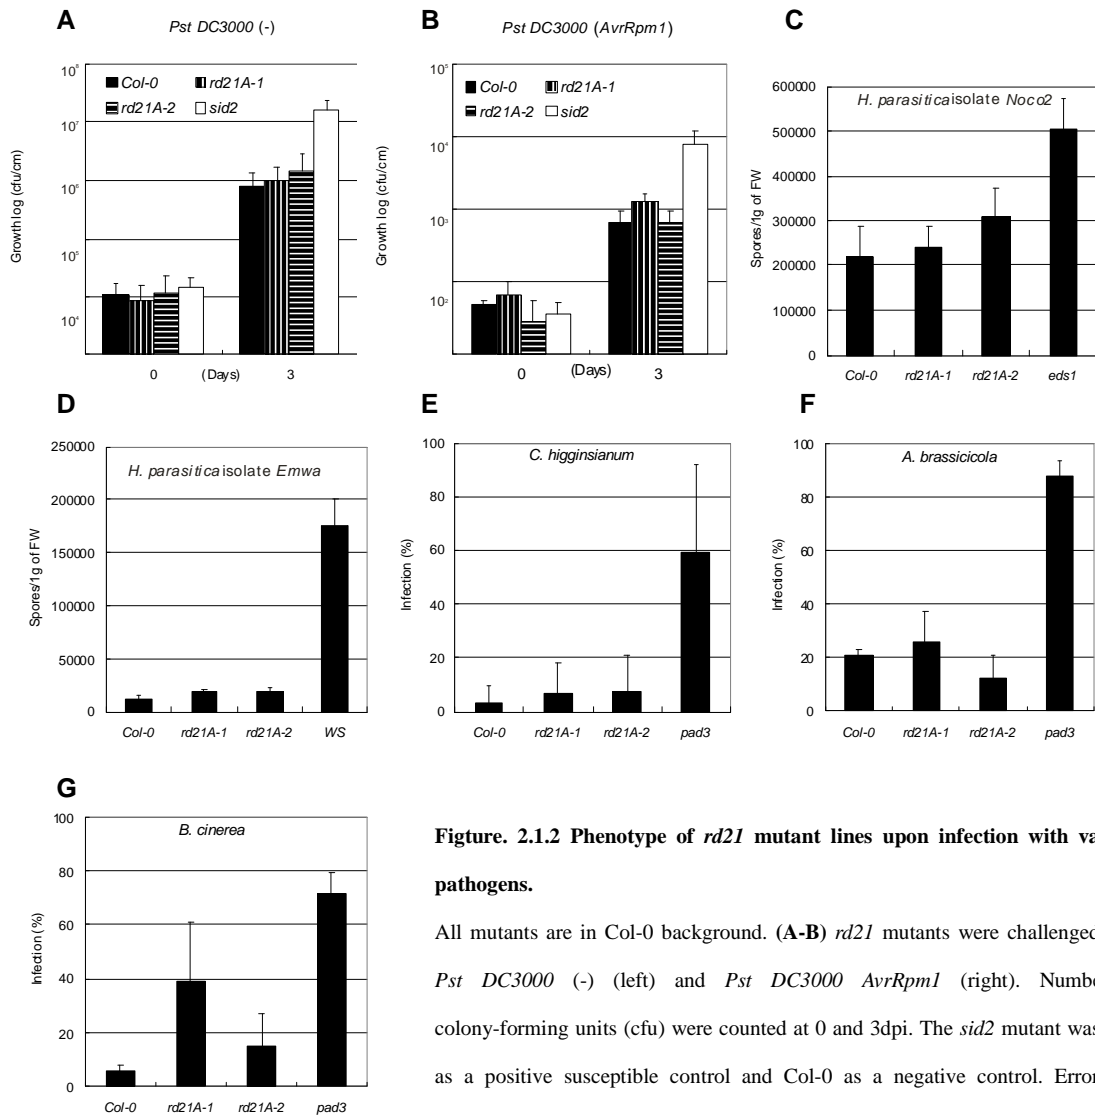 A
Pst DC3000 (-)
10⁸
10⁷
10⁶
10⁵
10⁴
Growth log (cfu/cm)
Col-0
rd21A-1
rd21A-2
sid2
0
(Days)
3
B
Pst DC3000 (AvrRpm1)
10⁵
10⁴
10³
10²
Growth log (cfu/cm)
Col-0
rd21A-1
rd21A-2
sid2
0
(Days)
3
C
H. parasitica isolate Noco2
600000
500000
400000
300000
200000
100000
0
Spores/1g of FW
Col-0
rd21A-1
rd21A-2
eds1
D
H. parasitica isolate Emwa
250000
200000
150000
100000
50000
0
Spores/1g of FW
Col-0
rd21A-1
rd21A-2
WS
E
C. higginsianum
100
80
60
40
20
0
Infection (%)
Col-0
rd21A-1
rd21A-2
pad3
F
A. brassicicola
100
80
60
40
20
0
Infection (%)
Col-0
rd21A-1
rd21A-2
pad3
G
B. cinerea
100
80
60
40
20
0
Infection (%)
Col-0
rd21A-1
rd21A-2
pad3
Figture. 2.1.2 Phenotype of rd21 mutant lines upon infection with va
pathogens.
All mutants are in Col-0 background. (A-B) rd21 mutants were challenged
Pst DC3000 (-) (left) and Pst DC3000 AvrRpm1 (right). Numbe
colony-forming units (cfu) were counted at 0 and 3dpi. The sid2 mutant was
as a positive susceptible control and Col-0 as a negative control. Error